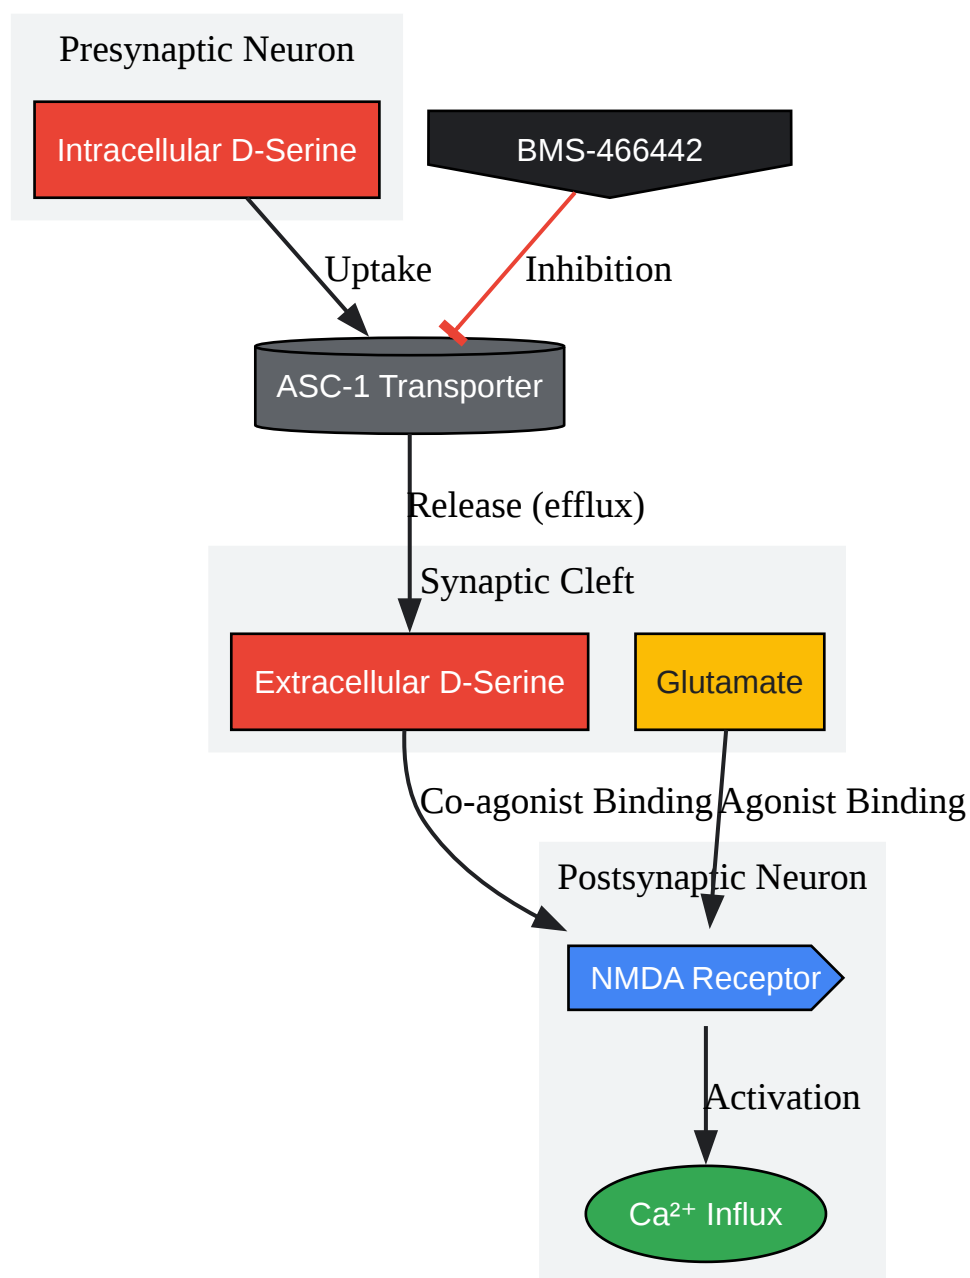 Presynaptic Neuron
Intracellular D-Serine
BMS-466442
Uptake
Inhibition
ASC-1 Transporter
Release (efflux)
Synaptic Cleft
Extracellular D-Serine
Glutamate
Co-agonist Binding
Agonist Binding
Postsynaptic Neuron
NMDA Receptor
Activation
Ca²⁺ Influx